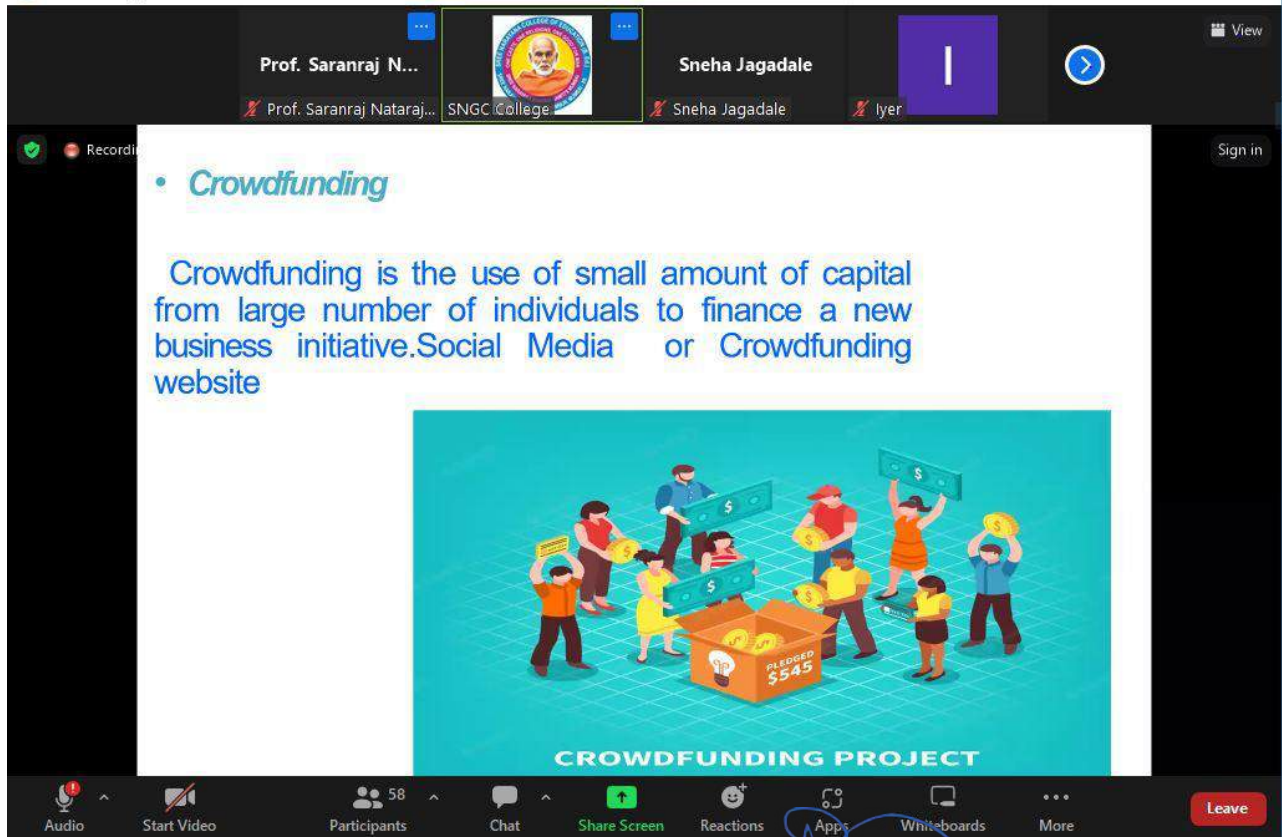 Prof. Saranraj N...
Sneha Jagadale
I
View
Prof. Saranraj Nataraj...
SNGC College
Sneha Jagadale
Iyer
Recordi
Sign in
• Crowdfunding
Crowdfunding is the use of small amount of capital
from large number of individuals to finance a new
business initiative.Social Media or Crowdfunding
website
PLEDGED
$545
CROWDFUNDING PROJECT
58
Audio
Start Video
Participants
Chat
Share Screen
Reactions
Apps
Whiteboards
More
Leave